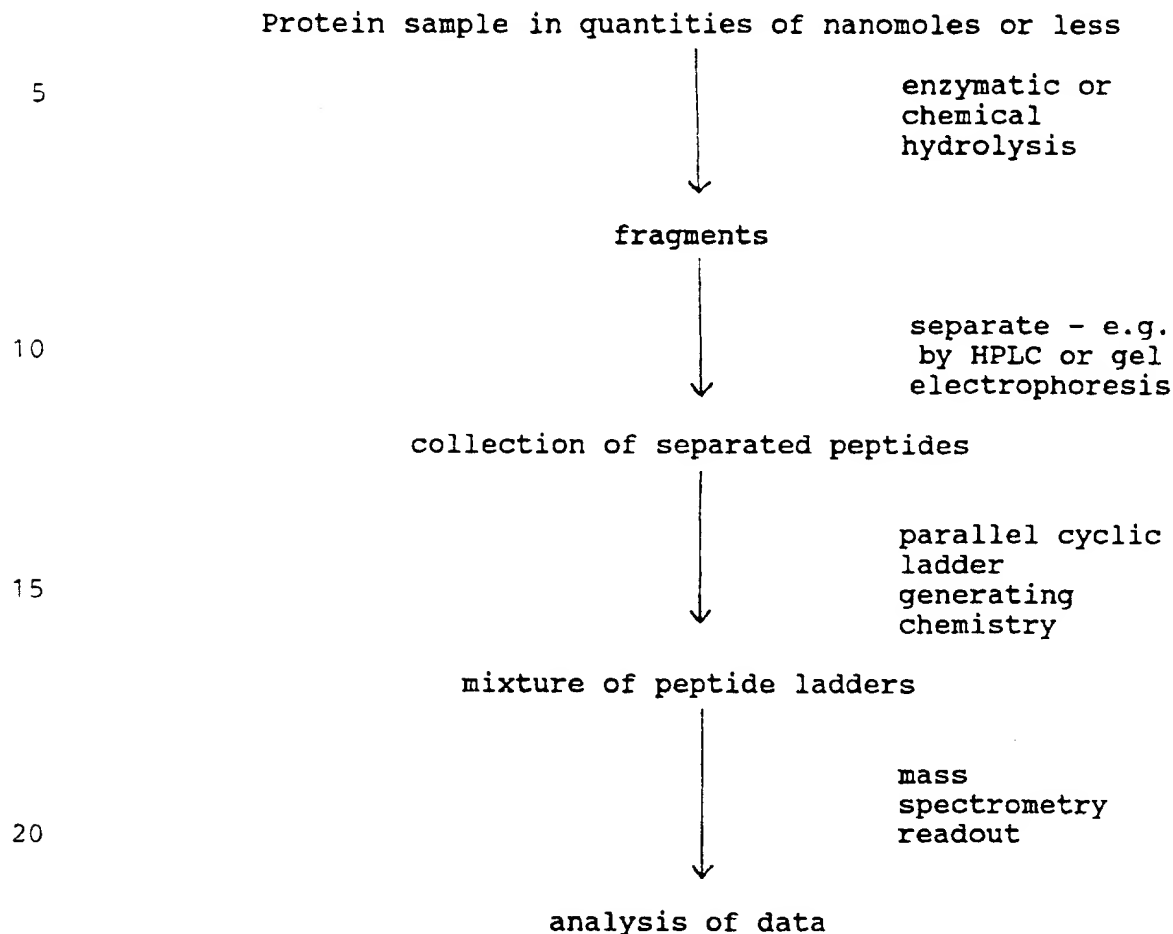 Protein sample in quantities of nanomoles or less
5
enzymatic or
chemical
hydrolysis
fragments
10
separate - e.g.
by HPLC or gel
electrophoresis
collection of separated peptides
parallel cyclic
ladder
15
generating
chemistry
mixture of peptide ladders
mass
spectrometry
20
readout
analysis of data